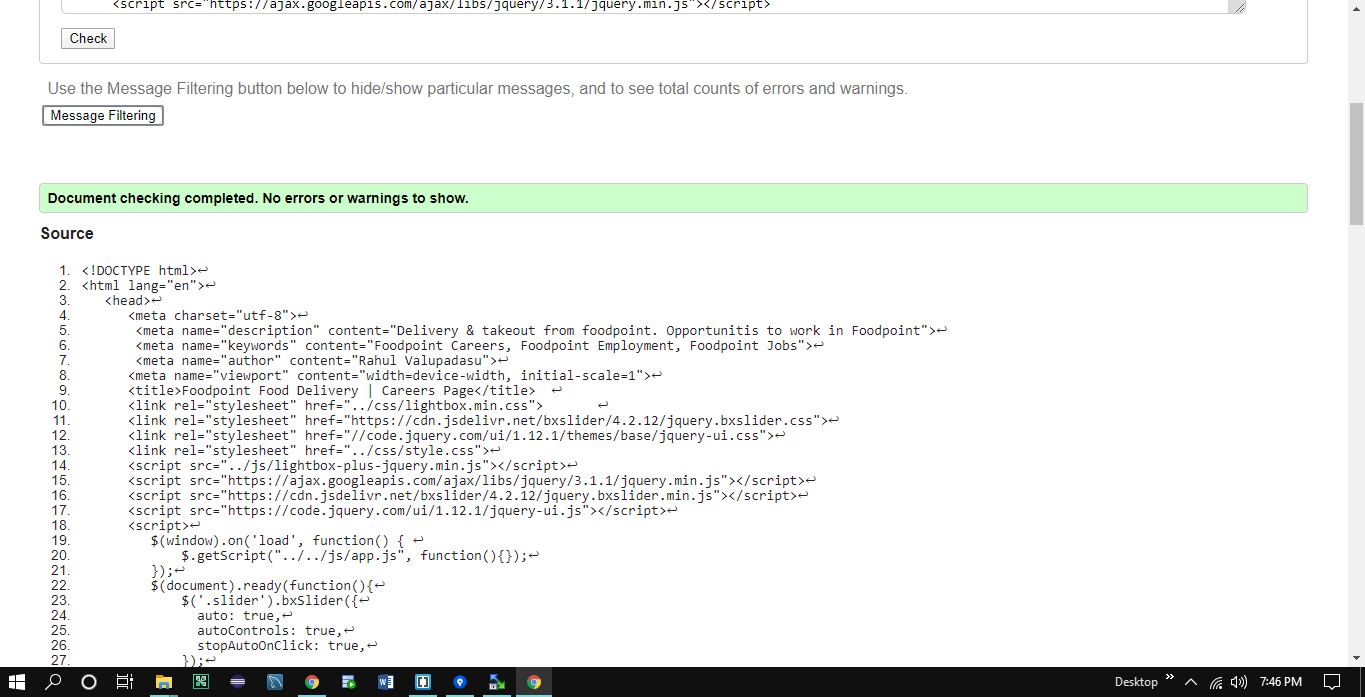 <script src="https://ajax.googleapis.com/ajax/libs/jquery/3.1.1/jquery.min.js"></script>
Check
Use the Message Filtering button below to hide/show particular messages, and to see total counts of errors and warnings.
Message Filtering
Document checking completed. No errors or warnings to show.
Source
1. <!DOCTYPE html>↩
2. <html lang="en">↩
3. <head>↩
4. <meta charset="utf-8">↩
5. <meta name="description" content="Delivery & takeout from foodpoint. Opportunitis to work in Foodpoint">↩
6. <meta name="keywords" content="Foodpoint Careers, Foodpoint Employment, Foodpoint Jobs">↩
7. <meta name="author" content="Rahul Valupadasu">↩
8. <meta name="viewport" content="width=device-width, initial-scale=1">↩
9. <title>Foodpoint Food Delivery | Careers Page</title> ↩
10. <link rel="stylesheet" href="../css/lightbox.min.css"> ↩
11. <link rel="stylesheet" href="https://cdn.jsdelivr.net/bxslider/4.2.12/jquery.bxslider.css">↩
12. <link rel="stylesheet" href="//code.jquery.com/ui/1.12.1/themes/base/jquery-ui.css">↩
13. <link rel="stylesheet" href="../css/style.css">↩
14. <script src="../js/lightbox-plus-jquery.min.js"></script>↩
15. <script src="https://ajax.googleapis.com/ajax/libs/jquery/3.1.1/jquery.min.js"></script>↩
16. <script src="https://cdn.jsdelivr.net/bxslider/4.2.12/jquery.bxslider.min.js"></script>↩
17. <script src="https://code.jquery.com/ui/1.12.1/jquery-ui.js"></script>↩
18. <script>↩
19. $(window).on('load', function() { ↩
20. $.getScript("../../js/app.js", function(){});↩
21. });↩
22. $(document).ready(function(){↩
23. $('.slider').bxSlider({↩
24. auto: true,↩
25. autoControls: true,↩
26. stopAutoOnClick: true,↩
27. });↩
Desktop » 7:46 PM